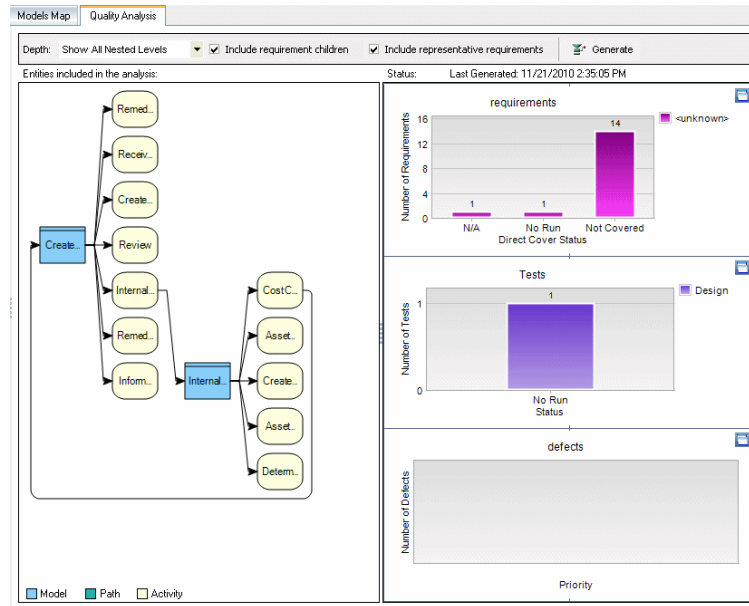 Models Map Quality Analysis
Depth: Show All Nested Levels Include requirement children Include representative requirements Generate
Entities included in the analysis:
Status: Last Generated: 11/21/2010 2:35:05 PM
Remed...
Receiv...
Create...
Create...
Review
Internal...
Remed...
Inform...
Internal...
CostC...
Asset...
Create...
Asset...
Determ...
Model Path Activity
requirements
<unknown>
Number of Requirements
16
12
8
4
0
1 1 14
N/A No Run Not Covered
Direct Cover Status
Tests
Design
Number of Tests
1
0
1
No Run
Status
defects
Number of Defects
Priority